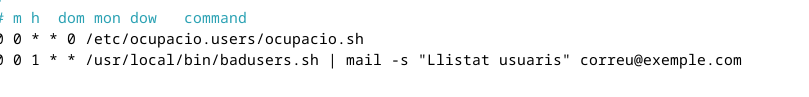 # m h  dom mon dow   command
0 0 * * 0 /etc/ocupacio.users/ocupacio.sh
0 0 1 * * /usr/local/bin/badusers.sh | mail -s "Llistat usuaris" correu@exemple.com